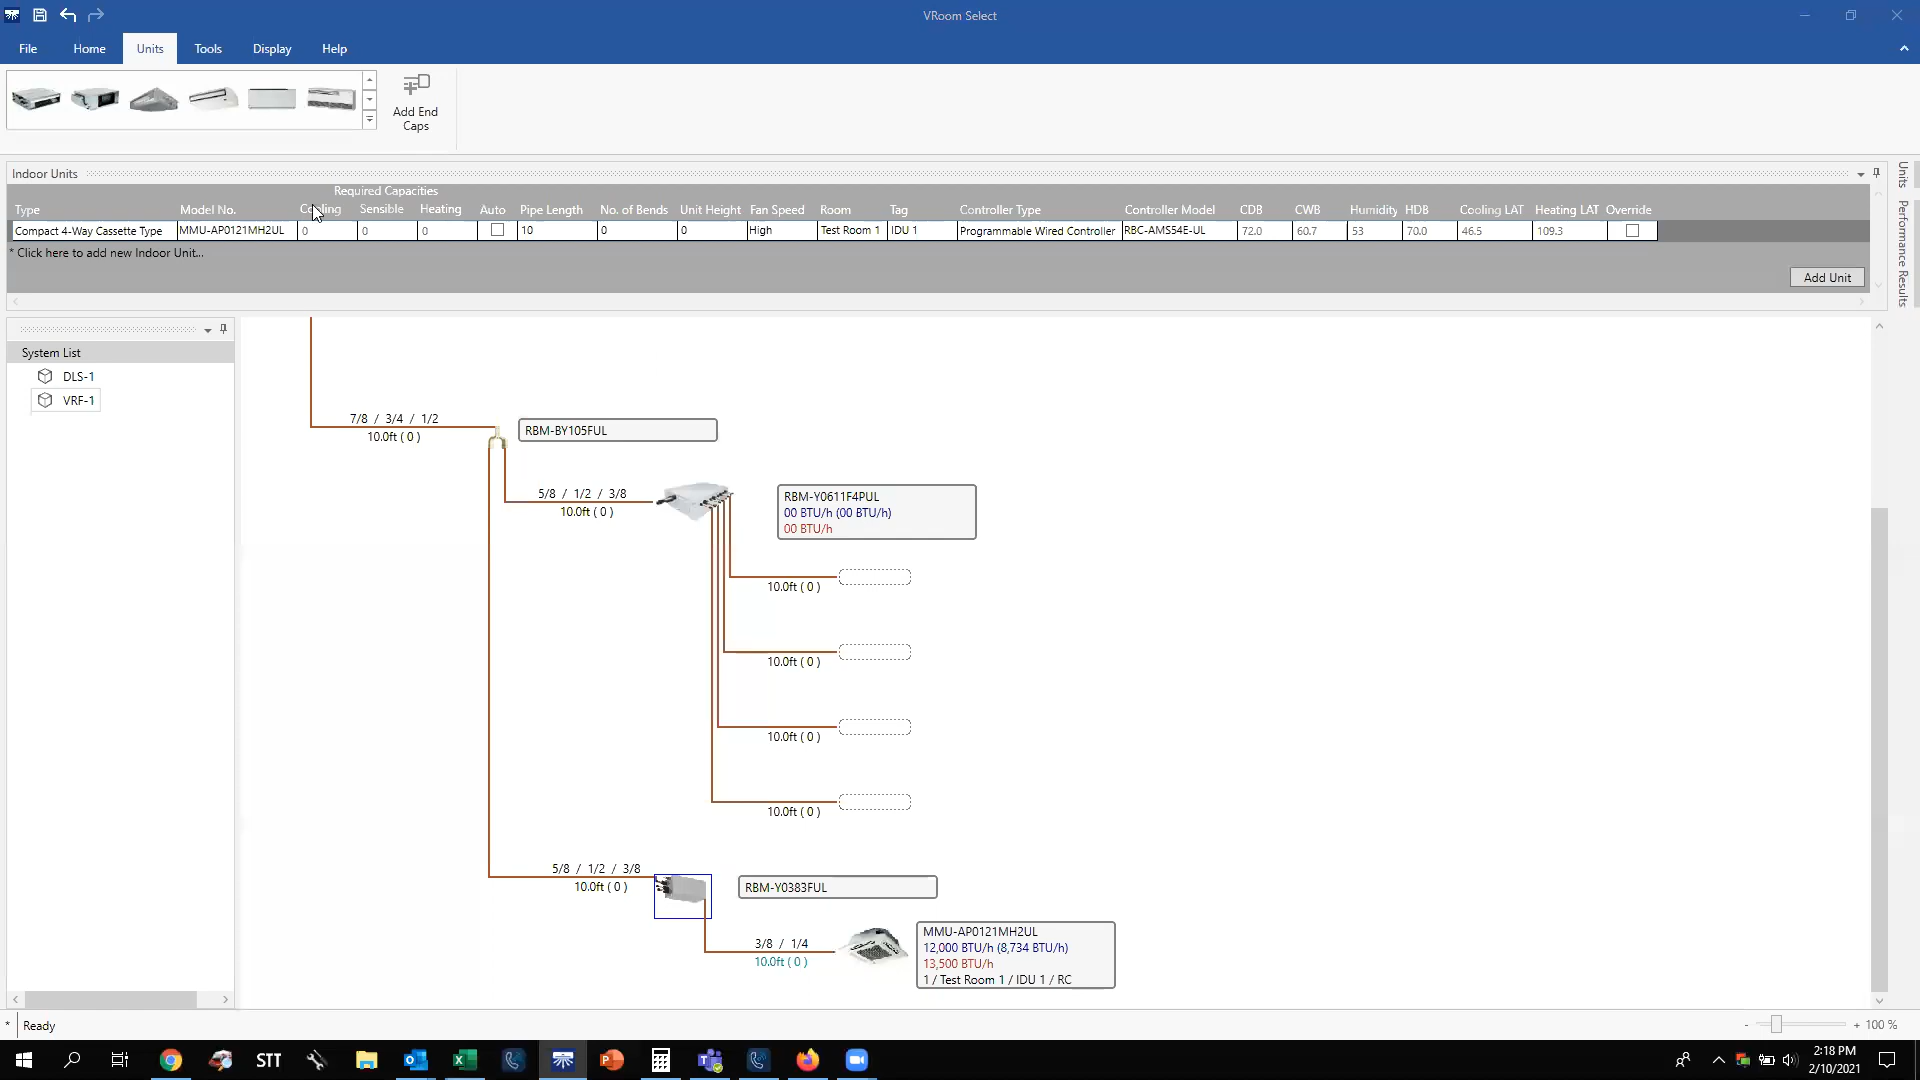 VRoom Select
File Home Units Tools Display Help
Add End
Caps
Indoor Units
Required Capacities
Type Model No. Cooling Sensible Heating Auto Pipe Length No. of Bends Unit Height Fan Speed Room Tag Controller Type Controller Model CDB CWB Humidity HDB Cooling LAT Heating LAT Override
Compact 4-Way Cassette Type MMU-AP0121MH2UL 0 0 0 10 0 0 High Test Room 1 IDU 1 Programmable Wired Controller RBC-AMS54E-UL 72.0 60.7 53 70.0 46.5 109.3
* Click here to add new Indoor Unit...
Add Unit
Units
Performance Results
System List
DLS-1
VRF-1
7/8 / 3/4 / 1/2
10.0ft ( 0 )
RBM-BY105FUL
5/8 / 1/2 / 3/8
10.0ft ( 0 )
RBM-Y0611F4PUL
00 BTU/h (00 BTU/h)
00 BTU/h
10.0ft ( 0 )
10.0ft ( 0 )
10.0ft ( 0 )
10.0ft ( 0 )
5/8 / 1/2 / 3/8
10.0ft ( 0 )
RBM-Y0383FUL
3/8 / 1/4
10.0ft ( 0 )
MMU-AP0121MH2UL
12,000 BTU/h (8,734 BTU/h)
13,500 BTU/h
1 / Test Room 1 / IDU 1 / RC
* Ready
- + 100 %
STT
2:18 PM
2/10/2021